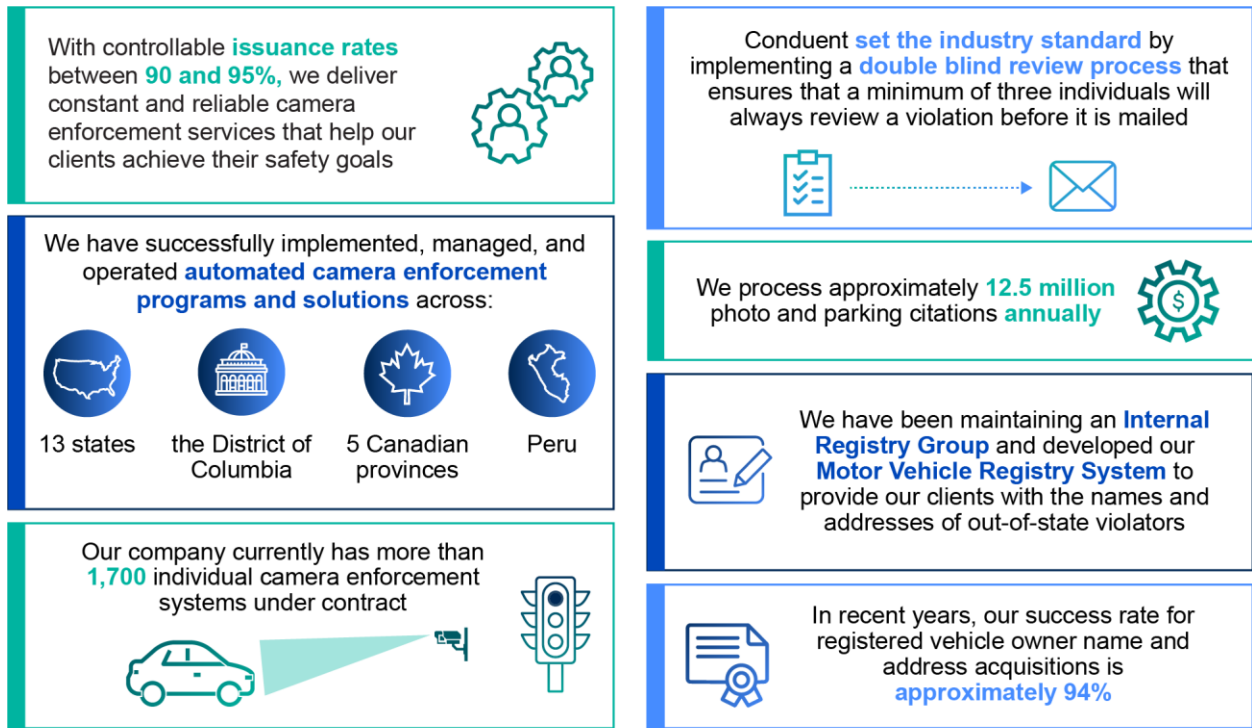 With controllable issuance rates
between 90 and 95%, we deliver
constant and reliable camera
enforcement services that help our
clients achieve their safety goals
We have successfully implemented, managed, and
operated automated camera enforcement
programs and solutions across:
13 states
the District of
Columbia
5 Canadian
provinces
Peru
Our company currently has more than
1,700 individual camera enforcement
systems under contract
Conduent set the industry standard by
implementing a double blind review process that
ensures that a minimum of three individuals will
always review a violation before it is mailed
We process approximately 12.5 million
photo and parking citations annually
$
We have been maintaining an Internal
Registry Group and developed our
Motor Vehicle Registry System to
provide our clients with the names and
addresses of out-of-state violators
In recent years, our success rate for
registered vehicle owner name and
address acquisitions is
approximately 94%